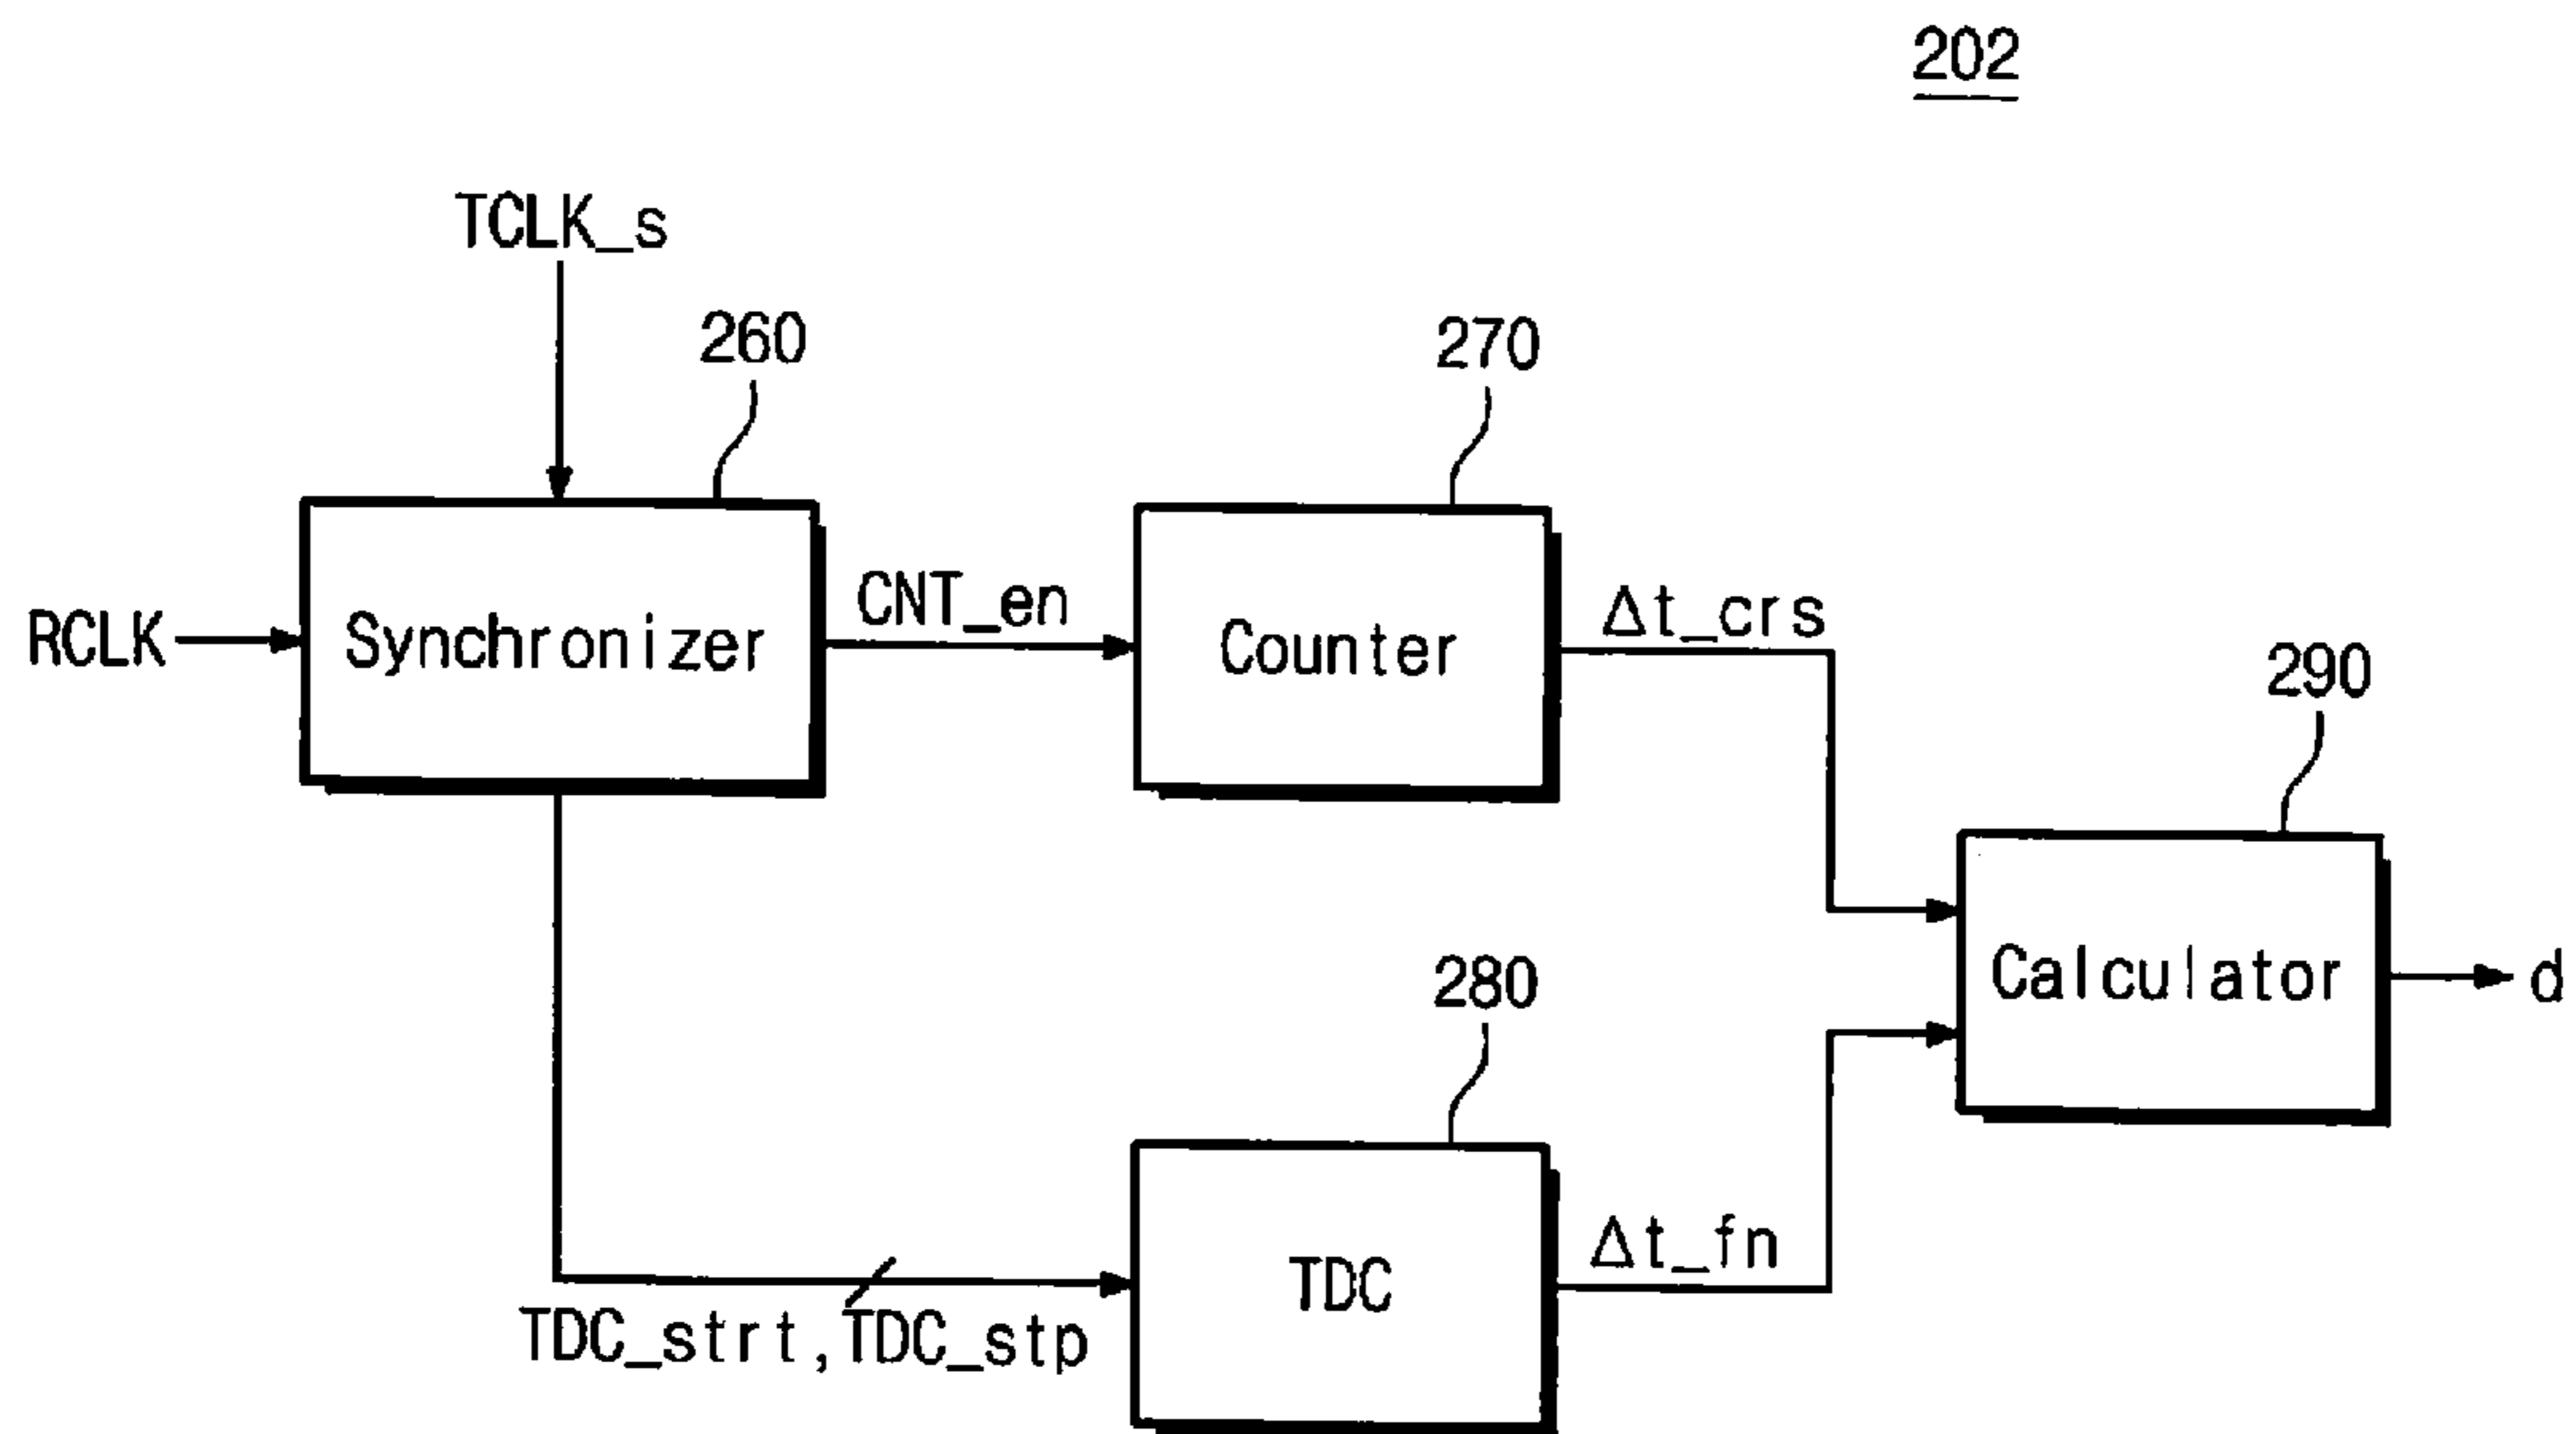 202
TCLK_s
260
270
RCLK
Synchronizer
CNT_en
Counter
Δt_crs
290
280
Calculator
d
TDC
Δt_fn
TDC_strt, TDC_stp